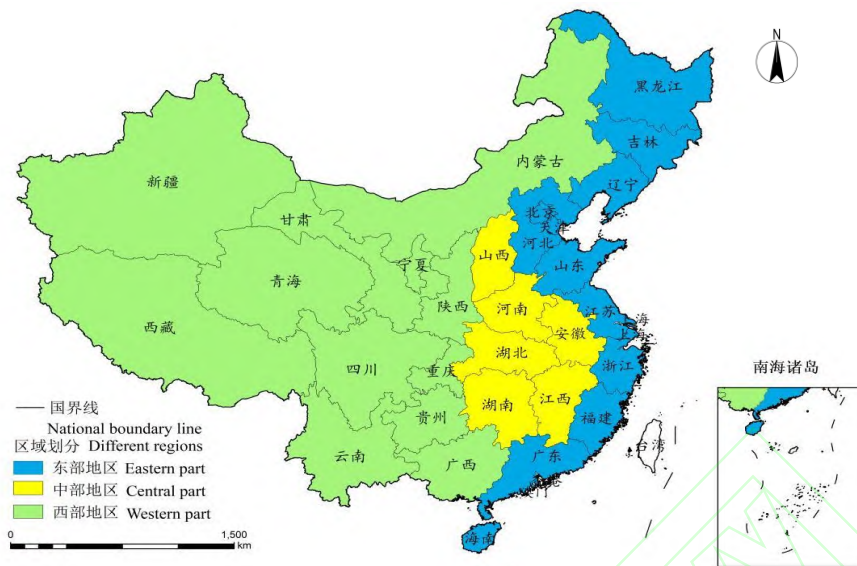 N
黑龙江
吉林
辽宁
内蒙古
新疆
甘肃
北京
天津
河北
山西
宁夏
山东
青海
陕西
河南
江苏
上海
西藏
安徽
四川
重庆
湖北
浙江
湖南
江西
贵州
福建
云南
广西
广东
台湾
海南
南海诸岛
国界线
National boundary line
区域划分 Different regions
东部地区 Eastern part
中部地区 Central part
西部地区 Western part
0 1,500
km